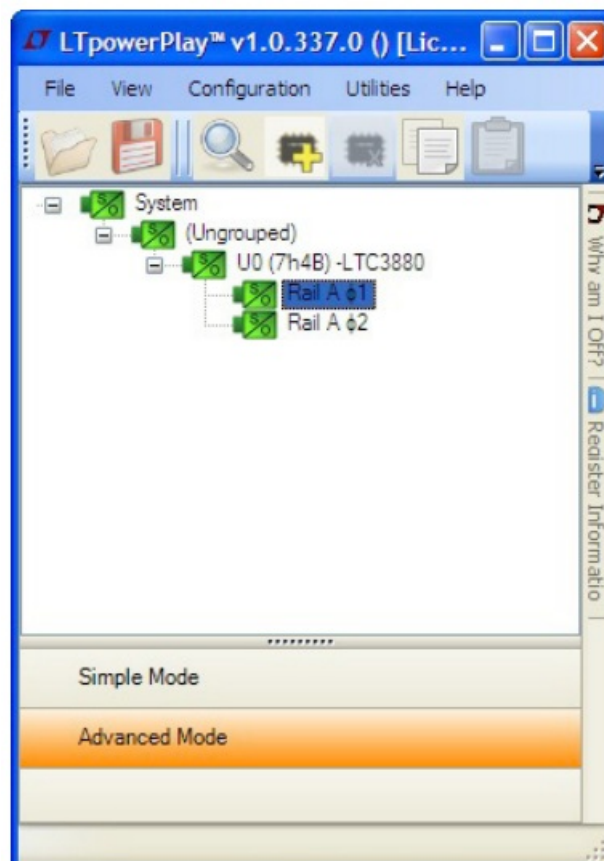 LTpowerPlay™ v1.0.337.0 () [Lic...
File View Configuration Utilities Help
System
(Ungrouped)
U0 (7h4B) -LTC3880
Rail A ϕ1
Rail A ϕ2
Why am I OFF?
Register Informatio
Simple Mode
Advanced Mode